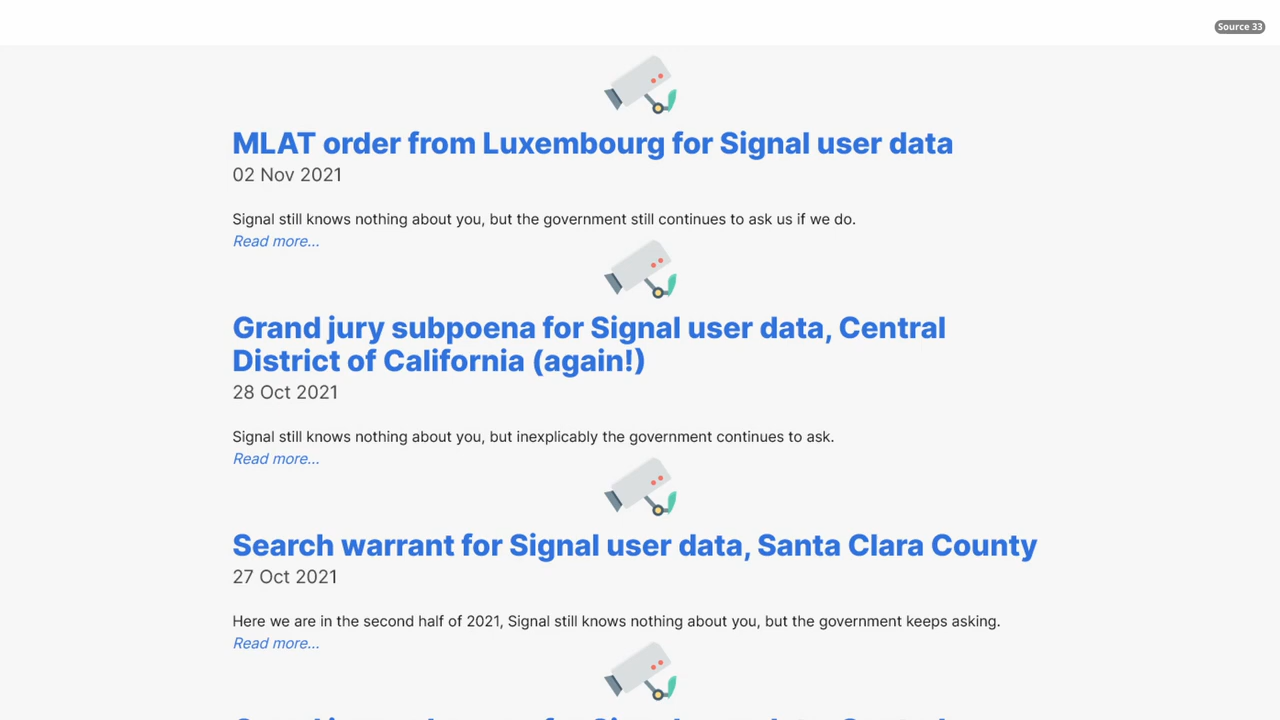 Source 33
MLAT order from Luxembourg for Signal user data
02 Nov 2021
Signal still knows nothing about you, but the government still continues to ask us if we do.
Read more...
Grand jury subpoena for Signal user data, Central
District of California (again!)
28 Oct 2021
Signal still knows nothing about you, but inexplicably the government continues to ask.
Read more...
Search warrant for Signal user data, Santa Clara County
27 Oct 2021
Here we are in the second half of 2021, Signal still knows nothing about you, but the government keeps asking.
Read more...